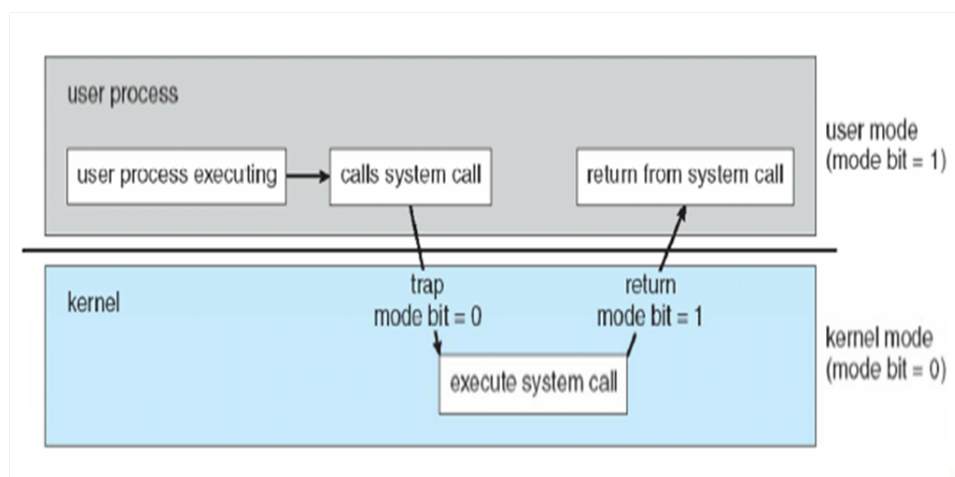 user process
user process executing
calls system call
return from system call
user mode
(mode bit = 1)
kernel
trap
mode bit = 0
return
mode bit = 1
execute system call
kernel mode
(mode bit = 0)